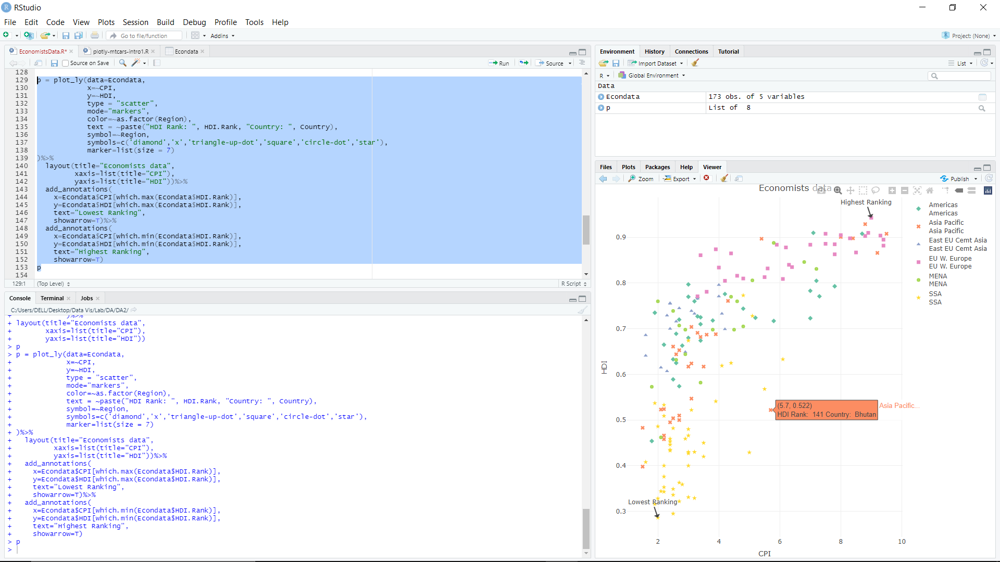 RStudio
File Edit Code View Plots Session Build Debug Profile Tools Help
Go to file/function
Addins
Project: (None)
EconomistsData.R*
plotly-mtcars-intro1.R
Econdata
Source on Save
Run
Source
128
129 p = plot_ly(data=Econdata,
130 x=~CPI,
131 y=~HDI,
132 type = "scatter",
133 mode="markers",
134 color=~as.factor(Region),
135 text = ~paste("HDI Rank: ", HDI.Rank, "Country: ", Country),
136 symbol=~Region,
137 symbols=c('diamond','x','triangle-up-dot','square','circle-dot','star'),
138 marker=list(size = 7)
139 )%>%
140 layout(title="Economists data",
141 xaxis=list(title="CPI"),
142 yaxis=list(title="HDI"))%>%
143 add_annotations(
144 x=Econdata$CPI[which.max(Econdata$HDI.Rank)],
145 y=Econdata$HDI[which.max(Econdata$HDI.Rank)],
146 text="Lowest Ranking",
147 showarrow=T)%>%
148 add_annotations(
149 x=Econdata$CPI[which.min(Econdata$HDI.Rank)],
150 y=Econdata$HDI[which.min(Econdata$HDI.Rank)],
151 text="Highest Ranking",
152 showarrow=T)
153 p
154
129:1 (Top Level) R Script
Console Terminal Jobs
C:/Users/DELL/Desktop/Data Vis/Lab/DA/DA2/
+ )%>%
+ layout(title="Economists data",
+ xaxis=list(title="CPI"),
+ yaxis=list(title="HDI"))
> p
> p = plot_ly(data=Econdata,
+ x=~CPI,
+ y=~HDI,
+ type = "scatter",
+ mode="markers",
+ color=~as.factor(Region),
+ text = ~paste("HDI Rank: ", HDI.Rank, "Country: ", Country),
+ symbol=~Region,
+ symbols=c('diamond','x','triangle-up-dot','square','circle-dot','star'),
+ marker=list(size = 7)
+ )%>%
+ layout(title="Economists data",
+ xaxis=list(title="CPI"),
+ yaxis=list(title="HDI"))%>%
+ add_annotations(
+ x=Econdata$CPI[which.max(Econdata$HDI.Rank)],
+ y=Econdata$HDI[which.max(Econdata$HDI.Rank)],
+ text="Lowest Ranking",
+ showarrow=T)%>%
+ add_annotations(
+ x=Econdata$CPI[which.min(Econdata$HDI.Rank)],
+ y=Econdata$HDI[which.min(Econdata$HDI.Rank)],
+ text="Highest Ranking",
+ showarrow=T)
> p
>
Environment History Connections Tutorial
Import Dataset
List
R Global Environment
Data
Econdata 173 obs. of 5 variables
p List of 8
Files Plots Packages Help Viewer
Zoom Export Publish
Economists data
Highest Ranking
Americas
Americas
Asia Pacific
Asia Pacific
East EU Cemt Asia
East EU Cemt Asia
EU W. Europe
EU W. Europe
MENA
MENA
SSA
SSA
0.9
0.8
0.7
0.6
0.5
0.4
0.3
HDI
(5.7, 0.522)
HDI Rank: 141 Country: Bhutan
Asia Pacific...
Lowest Ranking
2 4 6 8 10
CPI